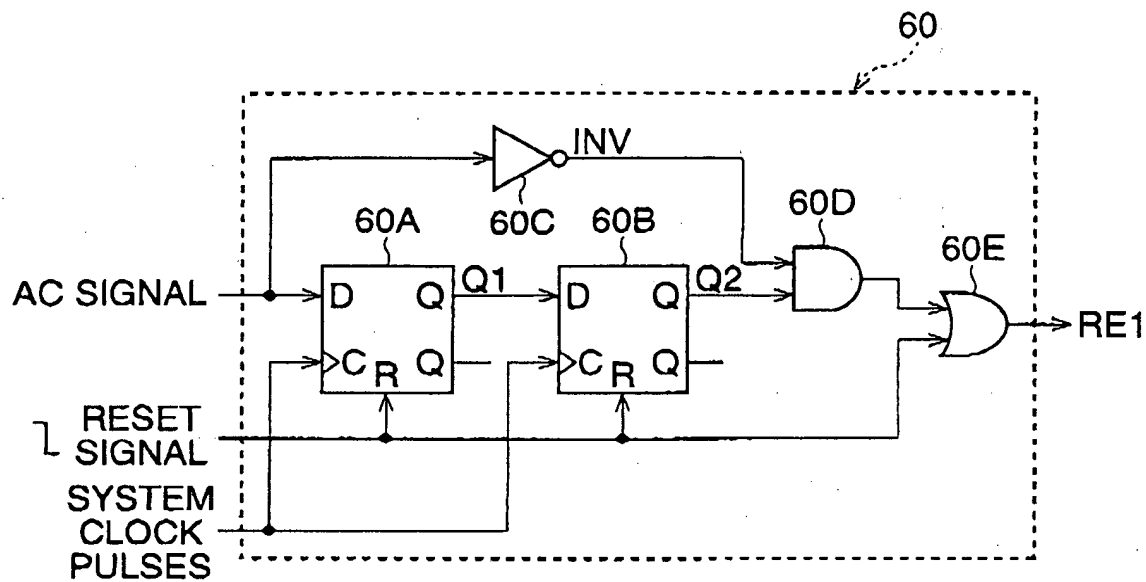 60
INV
60C
60A
60B
60D
60E
AC SIGNAL
D Q Q1
C R Q
D Q Q2
C R Q
RE1
RESET
SIGNAL
SYSTEM
CLOCK
PULSES